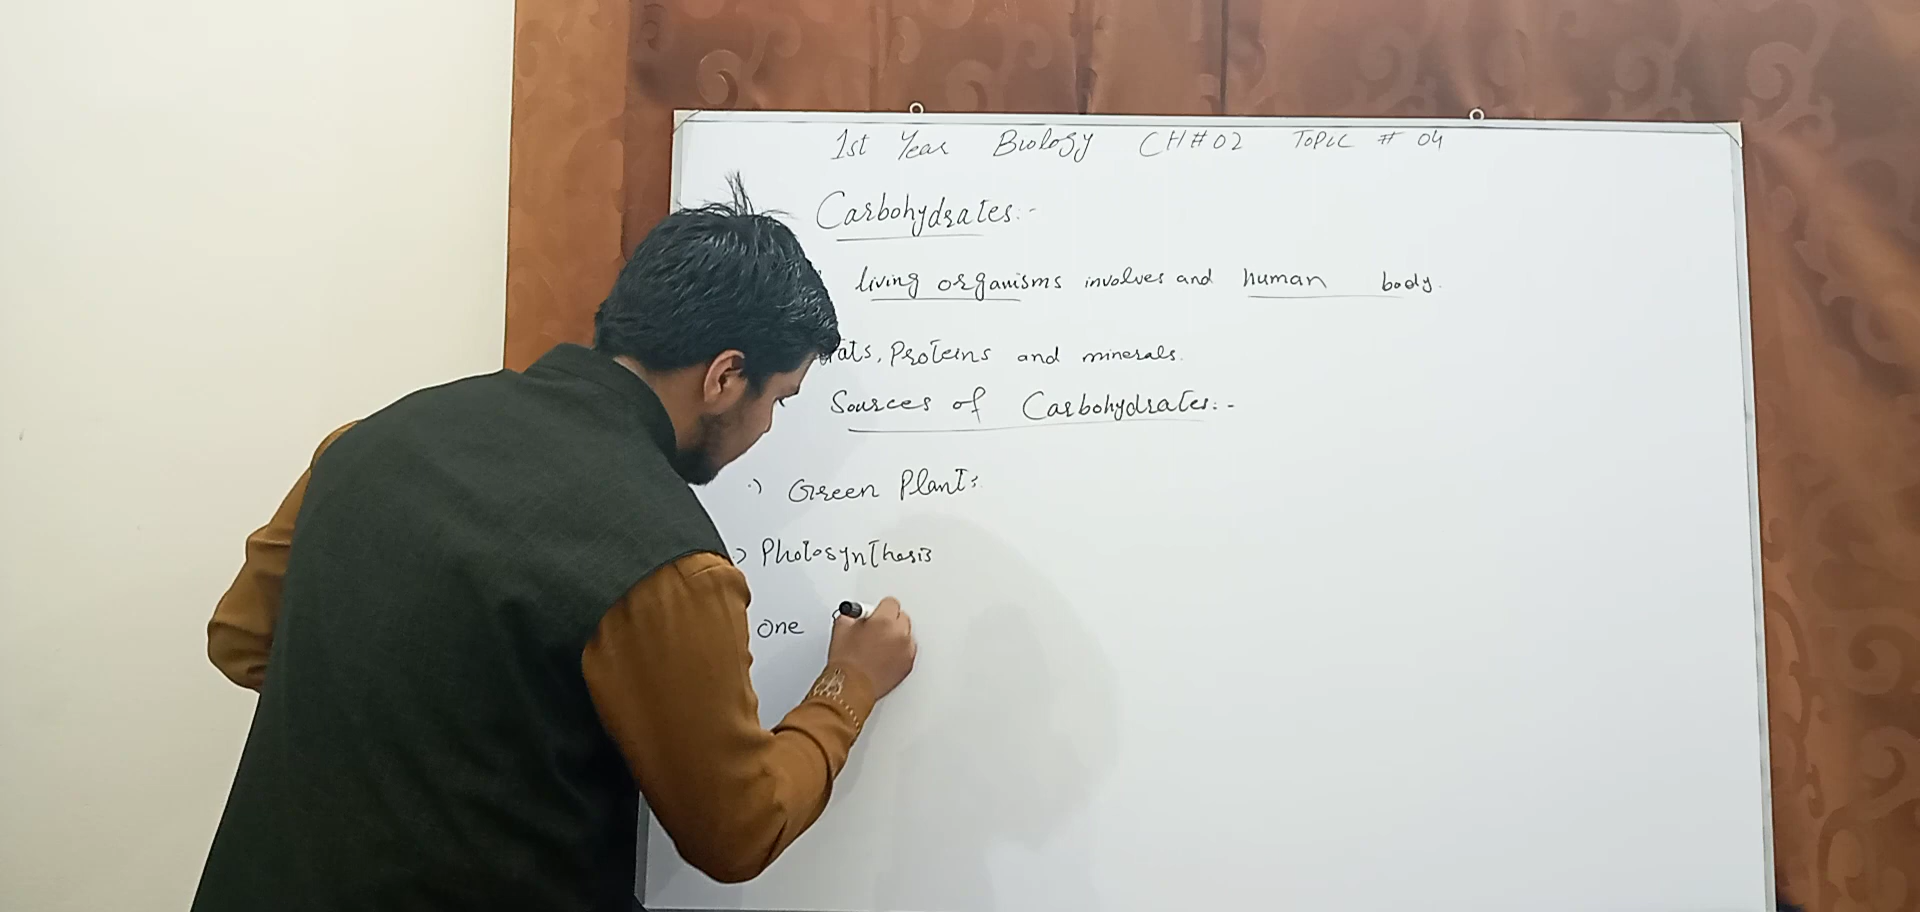 1st Year Biology CH#02 Topic # 04
Carbohydrates:-
living organisms involves and human body.
Fats, Proteins and minerals.
Sources of Carbohydrates:-
Green Plants
Photosynthesis
One